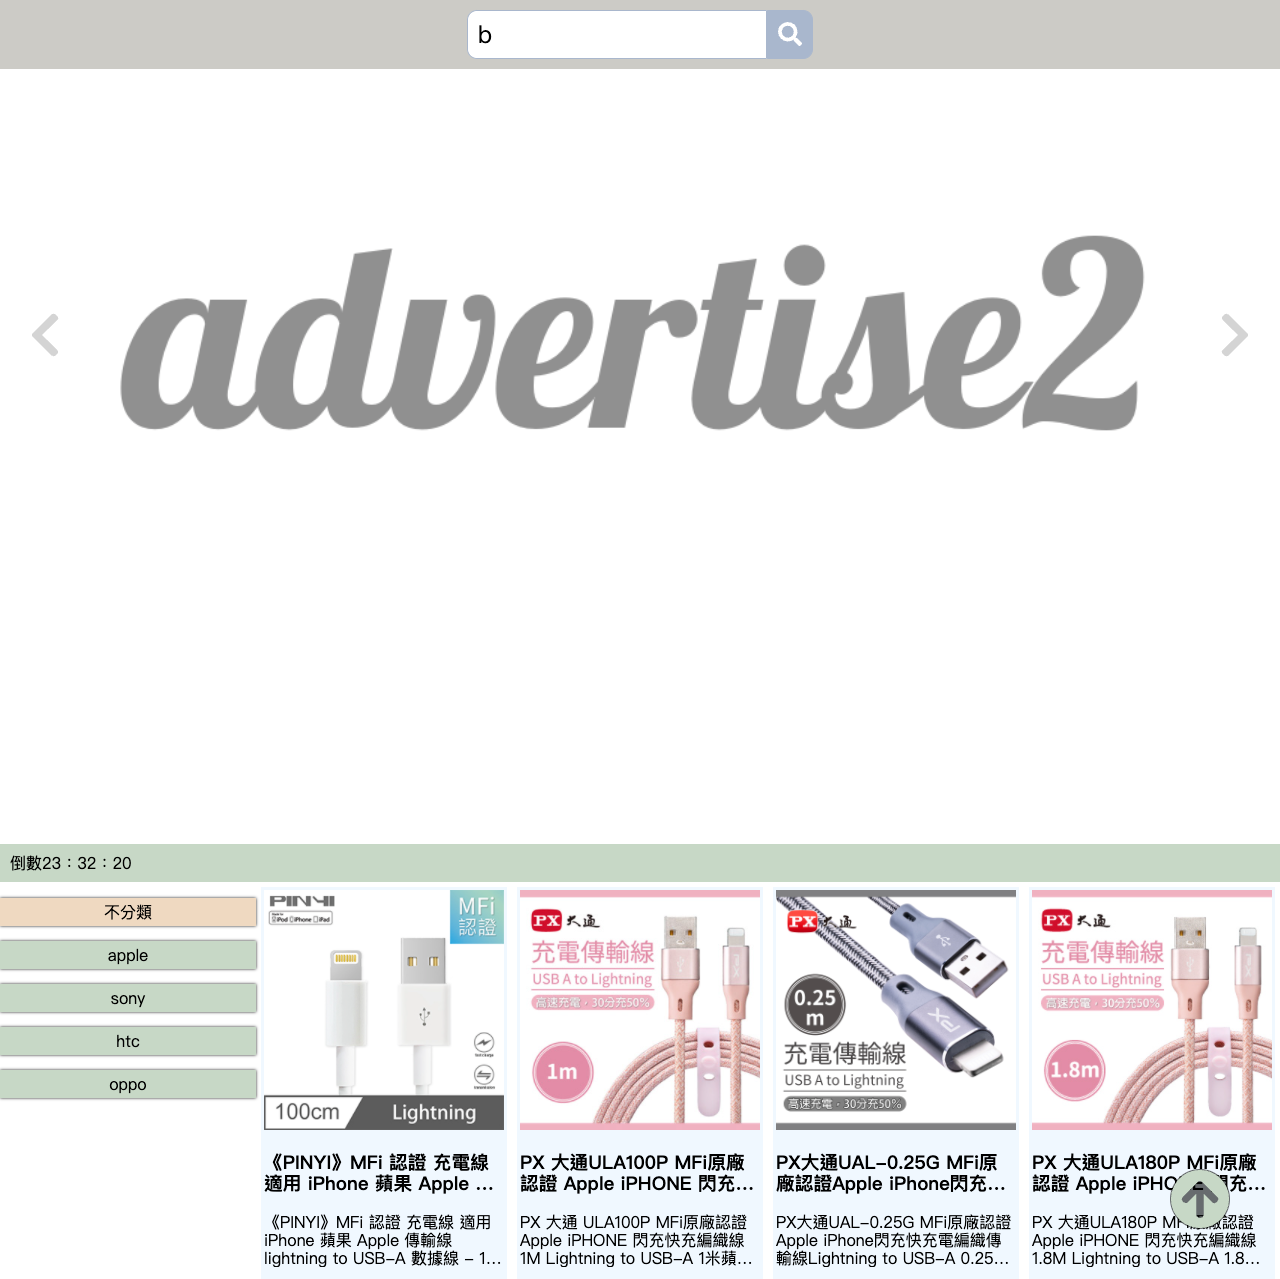 b
advertise2
倒數23：32：20
不分類
apple
sony
htc
oppo
PINYI
MFi
認證
100cm
Lightning
《PINYI》MFi 認證 充電線
適用 iPhone 蘋果 Apple ...
《PINYI》MFi 認證 充電線 適用
iPhone 蘋果 Apple 傳輸線
lightning to USB-A 數據線 - 1...
PX 大通
充電傳輸線
USB A to Lightning
高速充電・30分充50%
1m
PX 大通ULA100P MFi原廠
認證 Apple iPHONE 閃充...
PX 大通 ULA100P MFi原廠認證
Apple iPHONE 閃充快充編織線
1M Lightning to USB-A 1米蘋...
PX 大通
0.25
m
PX
充電傳輸線
USB A to Lightning
高速充電・30分充50%
PX大通UAL-0.25G MFi原
廠認證Apple iPhone閃充...
PX大通UAL-0.25G MFi原廠認證
Apple iPhone閃充快充電編織傳
輸線Lightning to USB-A 0.25...
PX 大通
充電傳輸線
USB A to Lightning
高速充電・30分充50%
1.8m
PX 大通ULA180P MFi原廠
認證 Apple iPHONE 閃充...
PX 大通ULA180P MFi原廠認證
Apple iPHONE 閃充快充編織線
1.8M Lightning to USB-A 1.8...